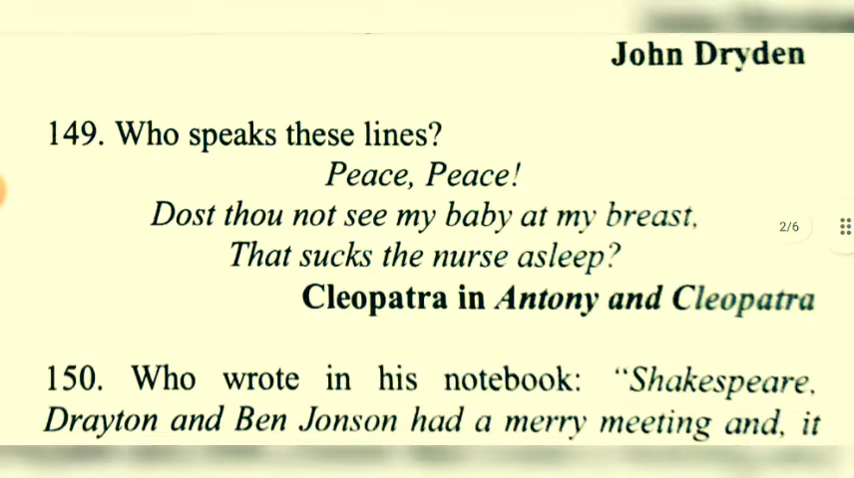 John Dryden
149. Who speaks these lines?
Peace, Peace!
Dost thou not see my baby at my breast,
That sucks the nurse asleep?
2/6
Cleopatra in Antony and Cleopatra
150. Who wrote in his notebook: “Shakespeare,
Drayton and Ben Jonson had a merry meeting and, it